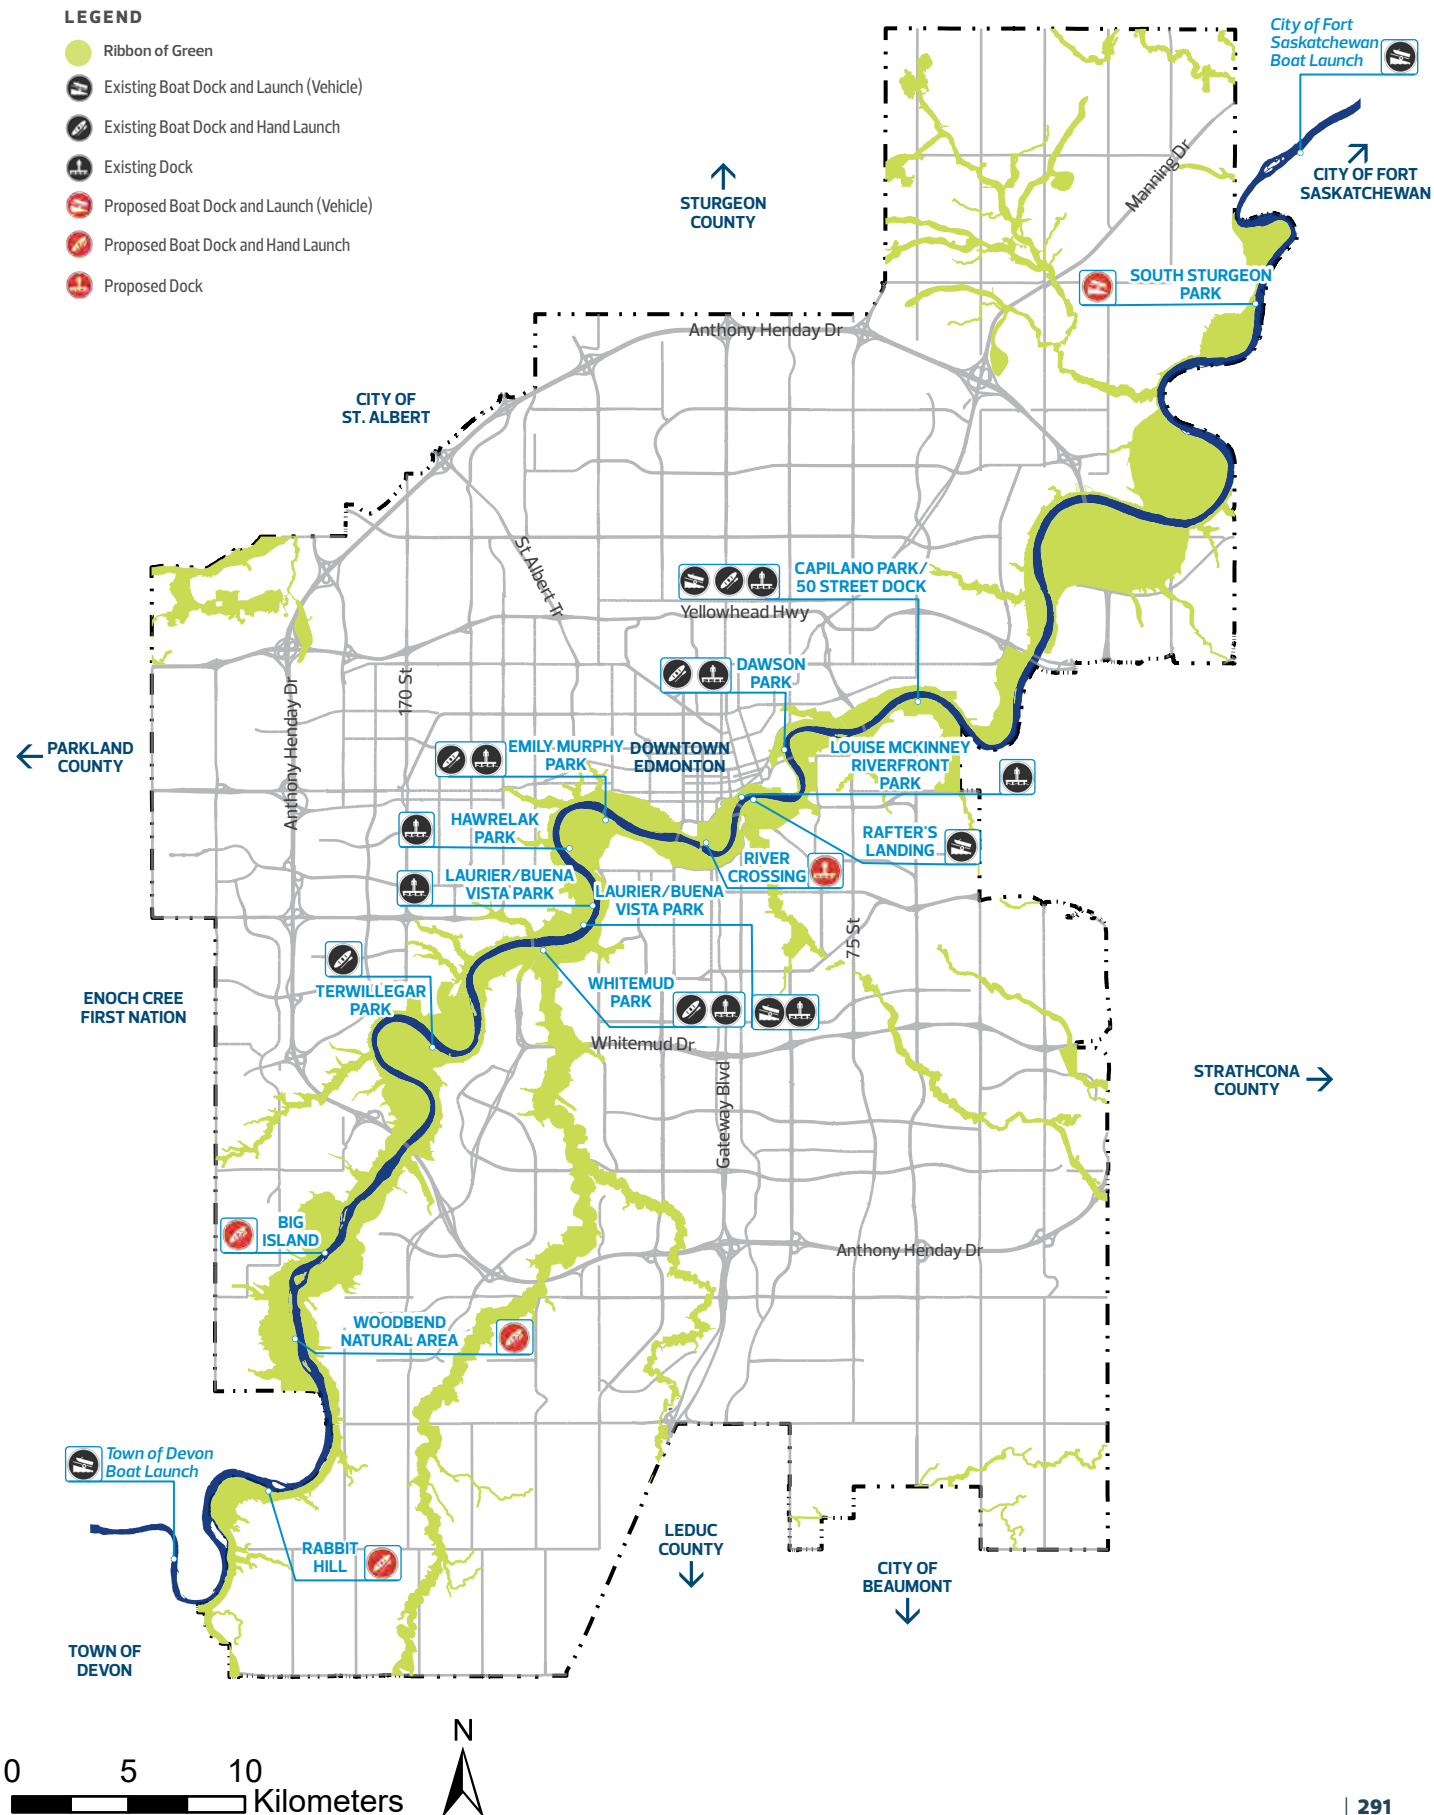 LEGEND
Ribbon of Green
Existing Boat Dock and Launch (Vehicle)
Existing Boat Dock and Hand Launch
Existing Dock
Proposed Boat Dock and Launch (Vehicle)
Proposed Boat Dock and Hand Launch
Proposed Dock
City of Fort
Saskatchewan
Boat Launch
CITY OF FORT
SASKATCHEWAN
Manning Dr
STURGEON
COUNTY
SOUTH STURGEON
PARK
Anthony Henday Dr
CITY OF
ST. ALBERT
St Albert Tr
CAPILANO PARK/
50 STREET DOCK
Yellowhead Hwy
DAWSON
PARK
170 St
Anthony Henday Dr
PARKLAND
COUNTY
EMILY MURPHY
PARK
DOWNTOWN
EDMONTON
LOUISE MCKINNEY
RIVERFRONT
PARK
HAWRELAK
PARK
RAFTER'S
LANDING
RIVER
CROSSING
LAURIER/BUENA
VISTA PARK
LAURIER/BUENA
VISTA PARK
75 St
TERWILLEGAR
PARK
WHITEMUD
PARK
ENOCH CREE
FIRST NATION
Whitemud Dr
Gateway Blvd
STRATHCONA
COUNTY
BIG
ISLAND
Anthony Henday Dr
WOODBEND
NATURAL AREA
Town of Devon
Boat Launch
RABBIT
HILL
LEDUC
COUNTY
CITY OF
BEAUMONT
TOWN OF
DEVON
N
0 5 10
Kilometers
| 291